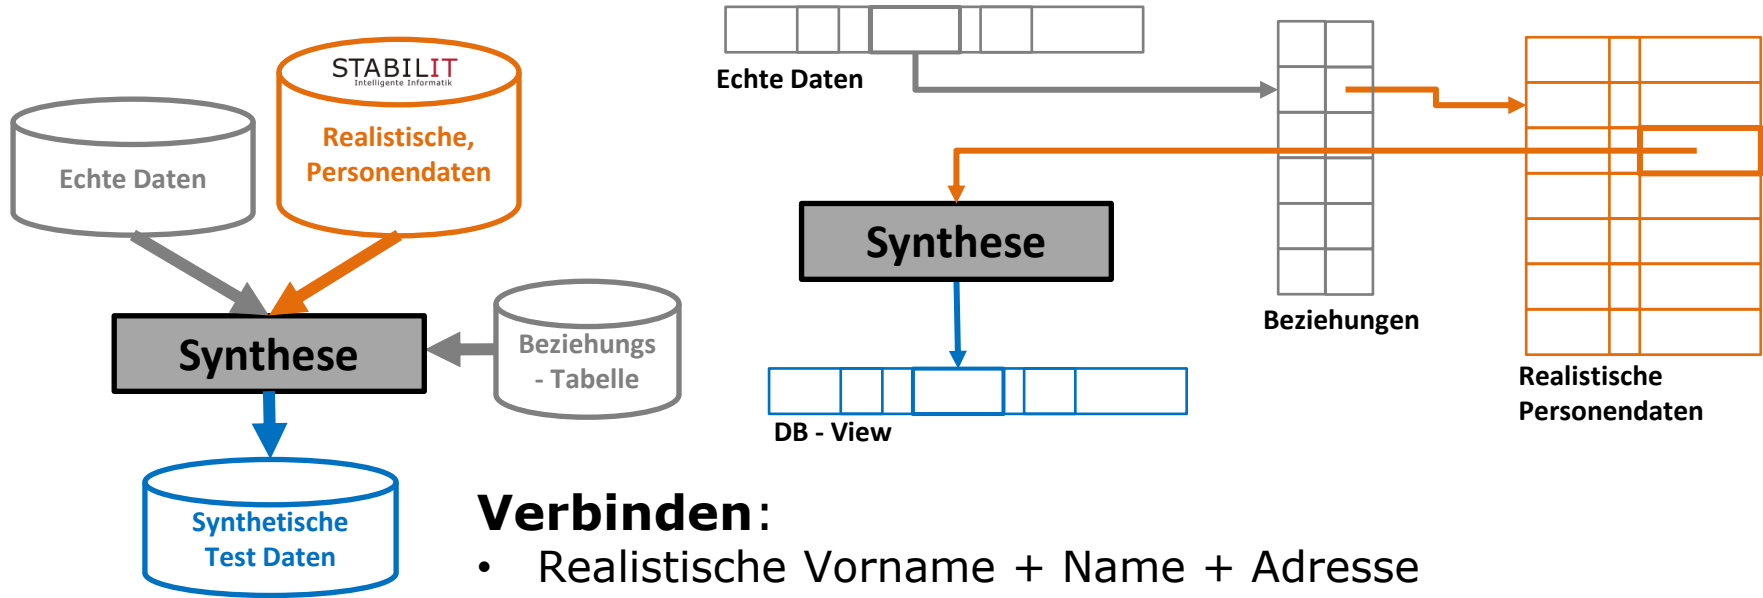 STABILIT
Intelligente Informatik
Realistische,
Personendaten
Echte Daten
Synthese
Beziehungs
- Tabelle
Synthetische
Test Daten
Echte Daten
Synthese
Beziehungen
Realistische
Personendaten
DB - View
Verbinden:
• Realistische Vorname + Name + Adresse